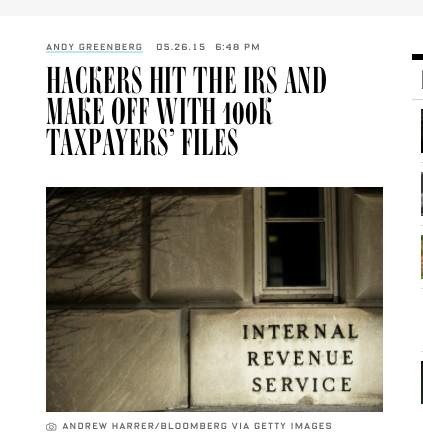 ANDY GREENBERG 05.26.15 6:48 PM
HACKERS HIT THE IRS AND
MAKE OFF WITH 100K
TAXPAYERS' FILES
INTERNAL
REVENUE
SERVICE
ANDREW HARRER/BLOOMBERG VIA GETTY IMAGES